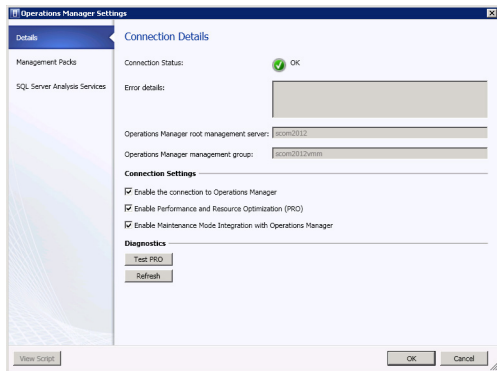 Operations Manager Settings
Details
Management Packs
SQL Server Analysis Services
Connection Details
Connection Status: OK
Error details:
Operations Manager root management server: scom2012
Operations Manager management group: scom2012vmm
Connection Settings
Enable the connection to Operations Manager
Enable Performance and Resource Optimization (PRO)
Enable Maintenance Mode Integration with Operations Manager
Diagnostics
Test PRO
Refresh
View Script
OK Cancel